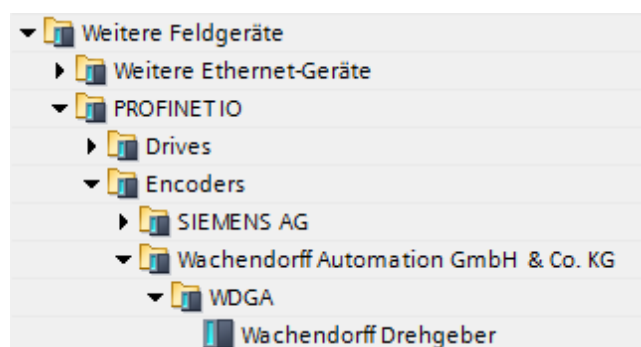 Weitere Feldgeräte
Weitere Ethernet-Geräte
PROFINET IO
Drives
Encoders
SIEMENS AG
Wachendorff Automation GmbH & Co. KG
WDGA
Wachendorff Drehgeber